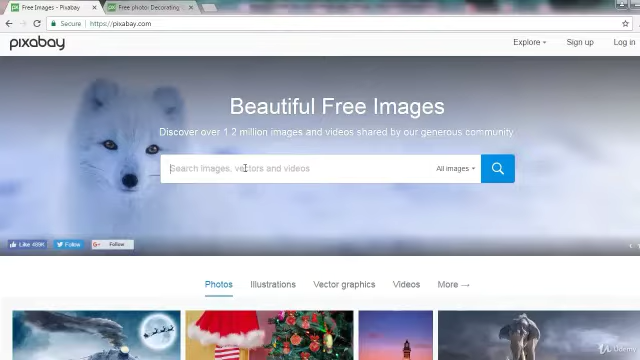 Free Images - Pixabay
Free photo: Decorating
Secure
https://pixabay.com
pixabay
Explore
Sign up
Log in
Beautiful Free Images
Discover over 1.2 million images and videos shared by our generous community.
Search images, vectors and videos
All images
Like 499K
Follow
G+ Follow
Photos
Illustrations
Vector graphics
Videos
More →
Udemy